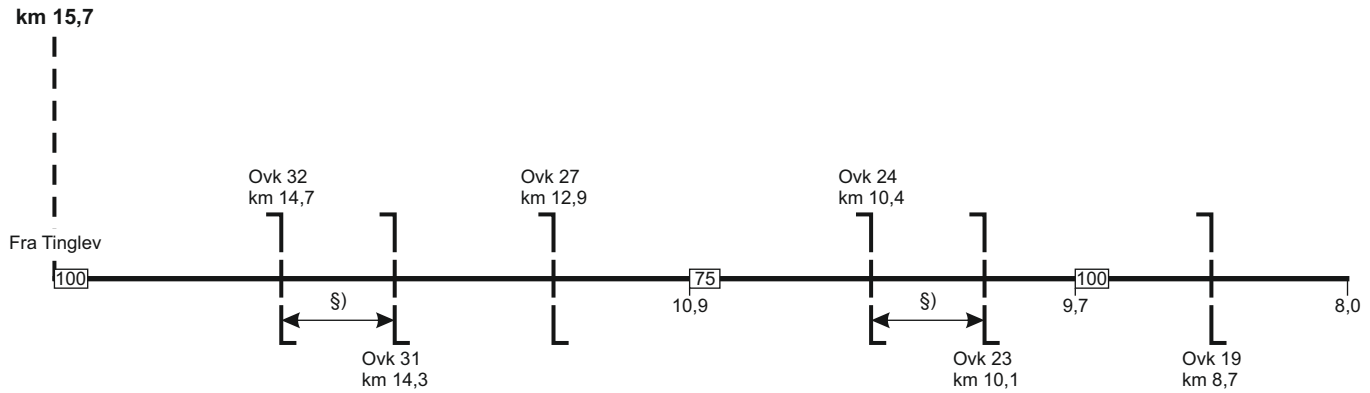 km 15,7
Ovk 32
km 14,7
Ovk 27
km 12,9
Ovk 24
km 10,4
Fra Tinglev
100
75
100
§)
§)
10,9
9,7
8,0
Ovk 31
km 14,3
Ovk 23
km 10,1
Ovk 19
km 8,7